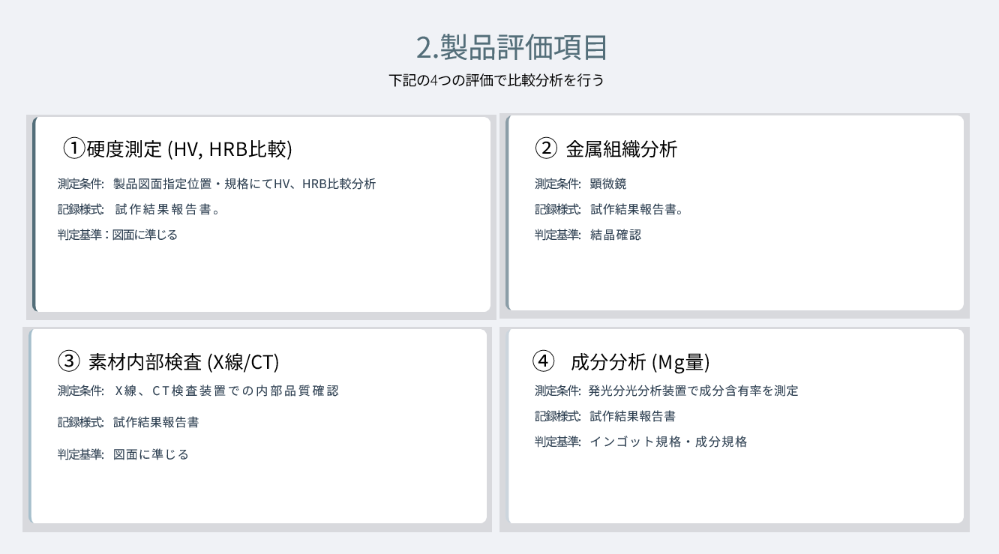 2.製品評価項目
下記の4つの評価で比較分析を行う
①硬度測定 (HV, HRB比較)
測定条件: 製品図面指定位置・規格にてHV、HRB比較分析
記録様式: 試作結果報告書。
判定基準：図面に準じる
② 金属組織分析
測定条件: 顕微鏡
記録様式: 試作結果報告書。
判定基準: 結晶確認
③ 素材内部検査 (X線/CT)
測定条件: X線、CT検査装置での内部品質確認
記録様式: 試作結果報告書
判定基準: 図面に準じる
④ 成分分析 (Mg量)
測定条件: 発光分光分析装置で成分含有率を測定
記録様式: 試作結果報告書
判定基準: インゴット規格・成分規格